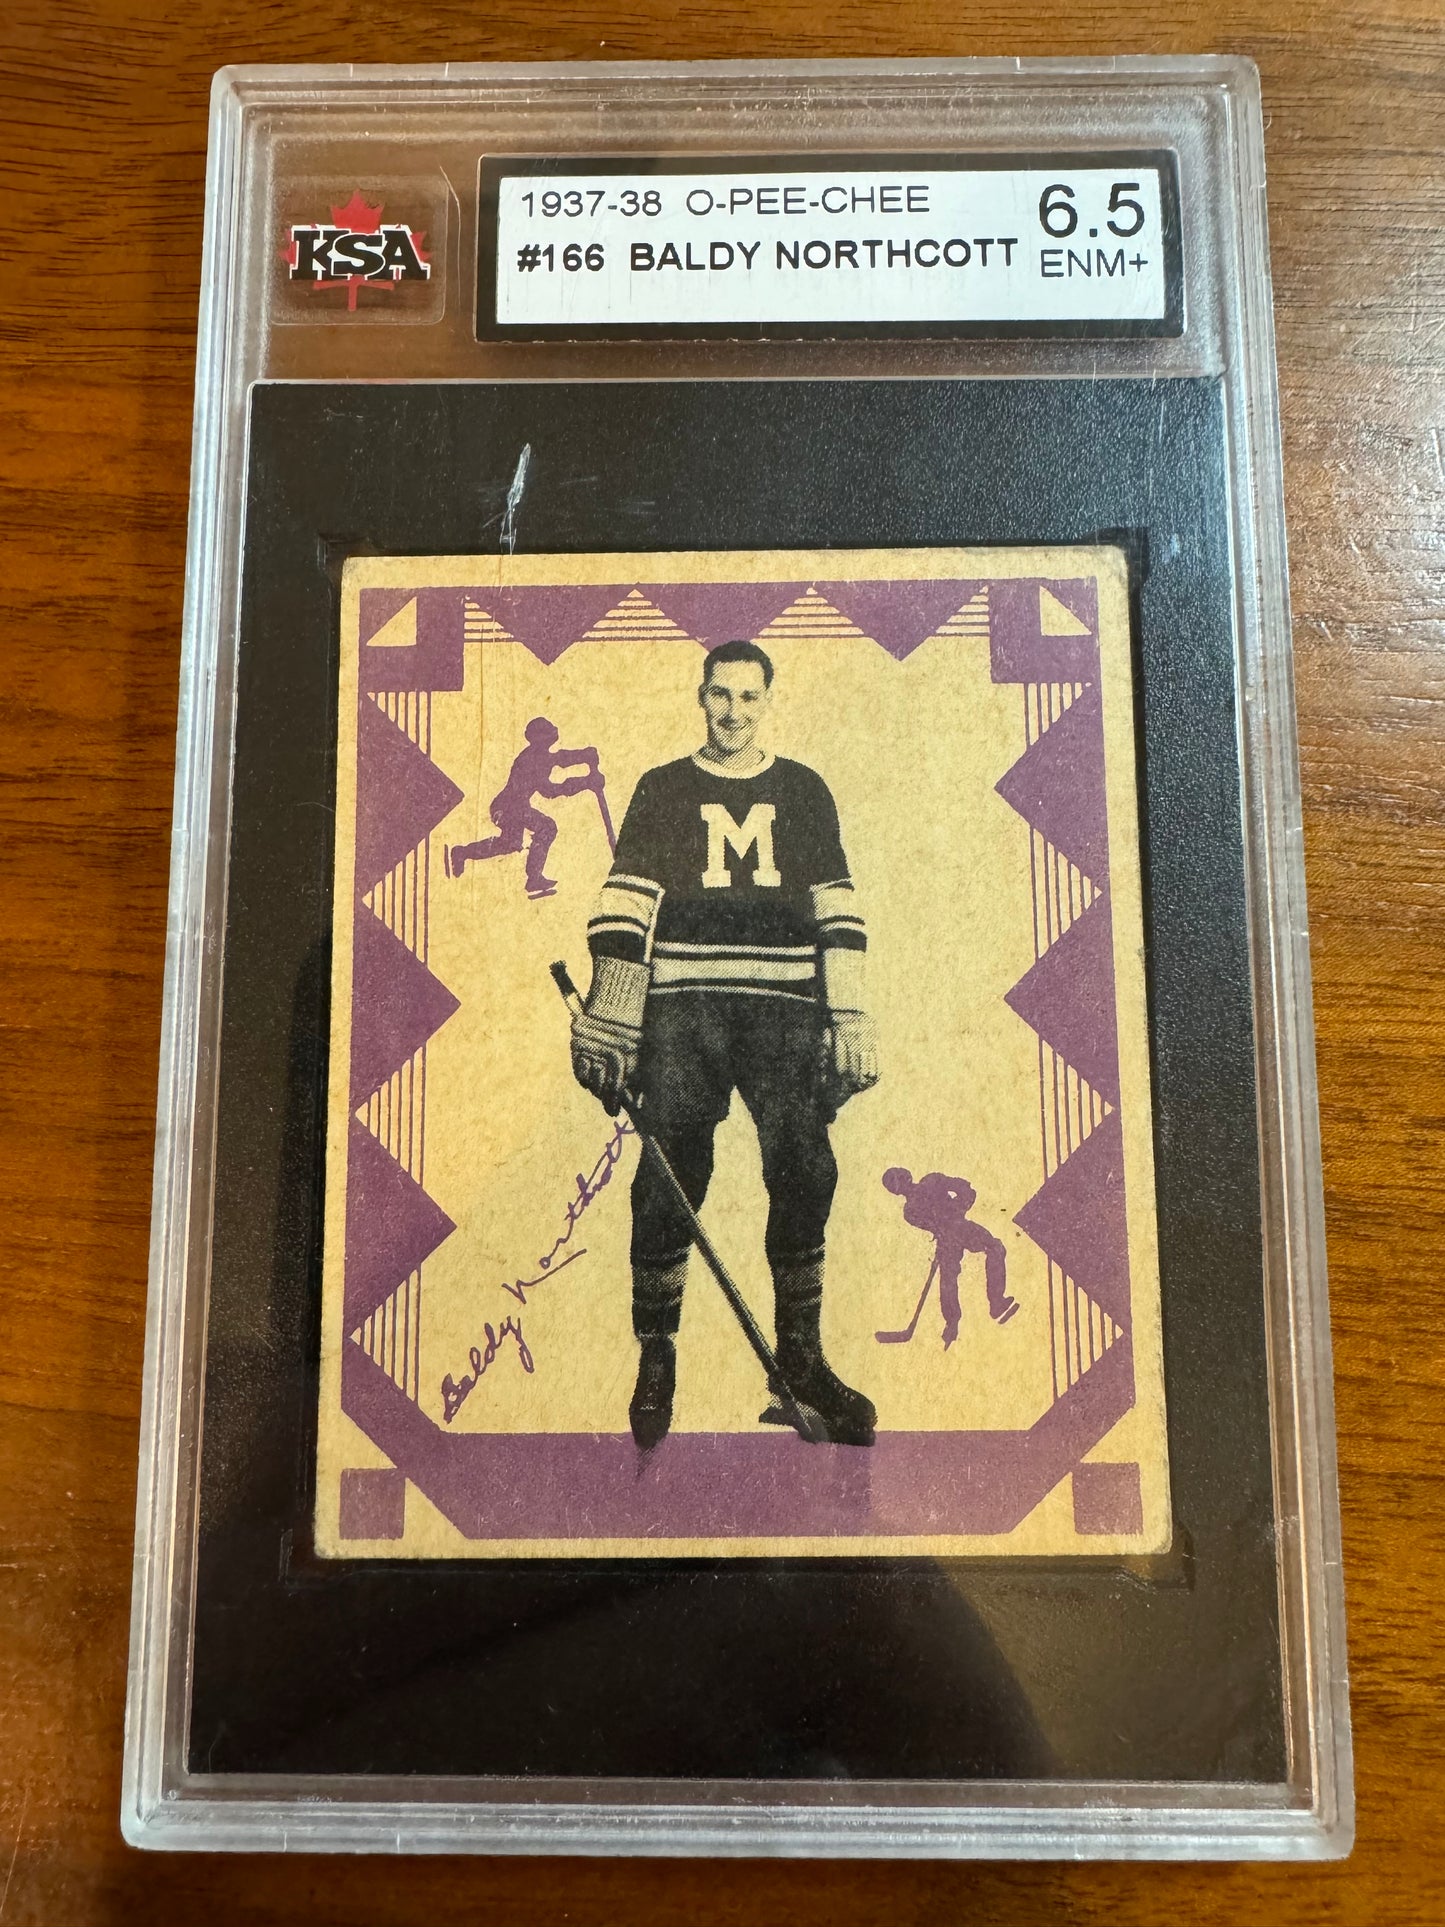 KSA
1937-38 O-PEE-CHEE 6.5
#166 BALDY NORTHCOTT ENM+
M
Baldy Northcott